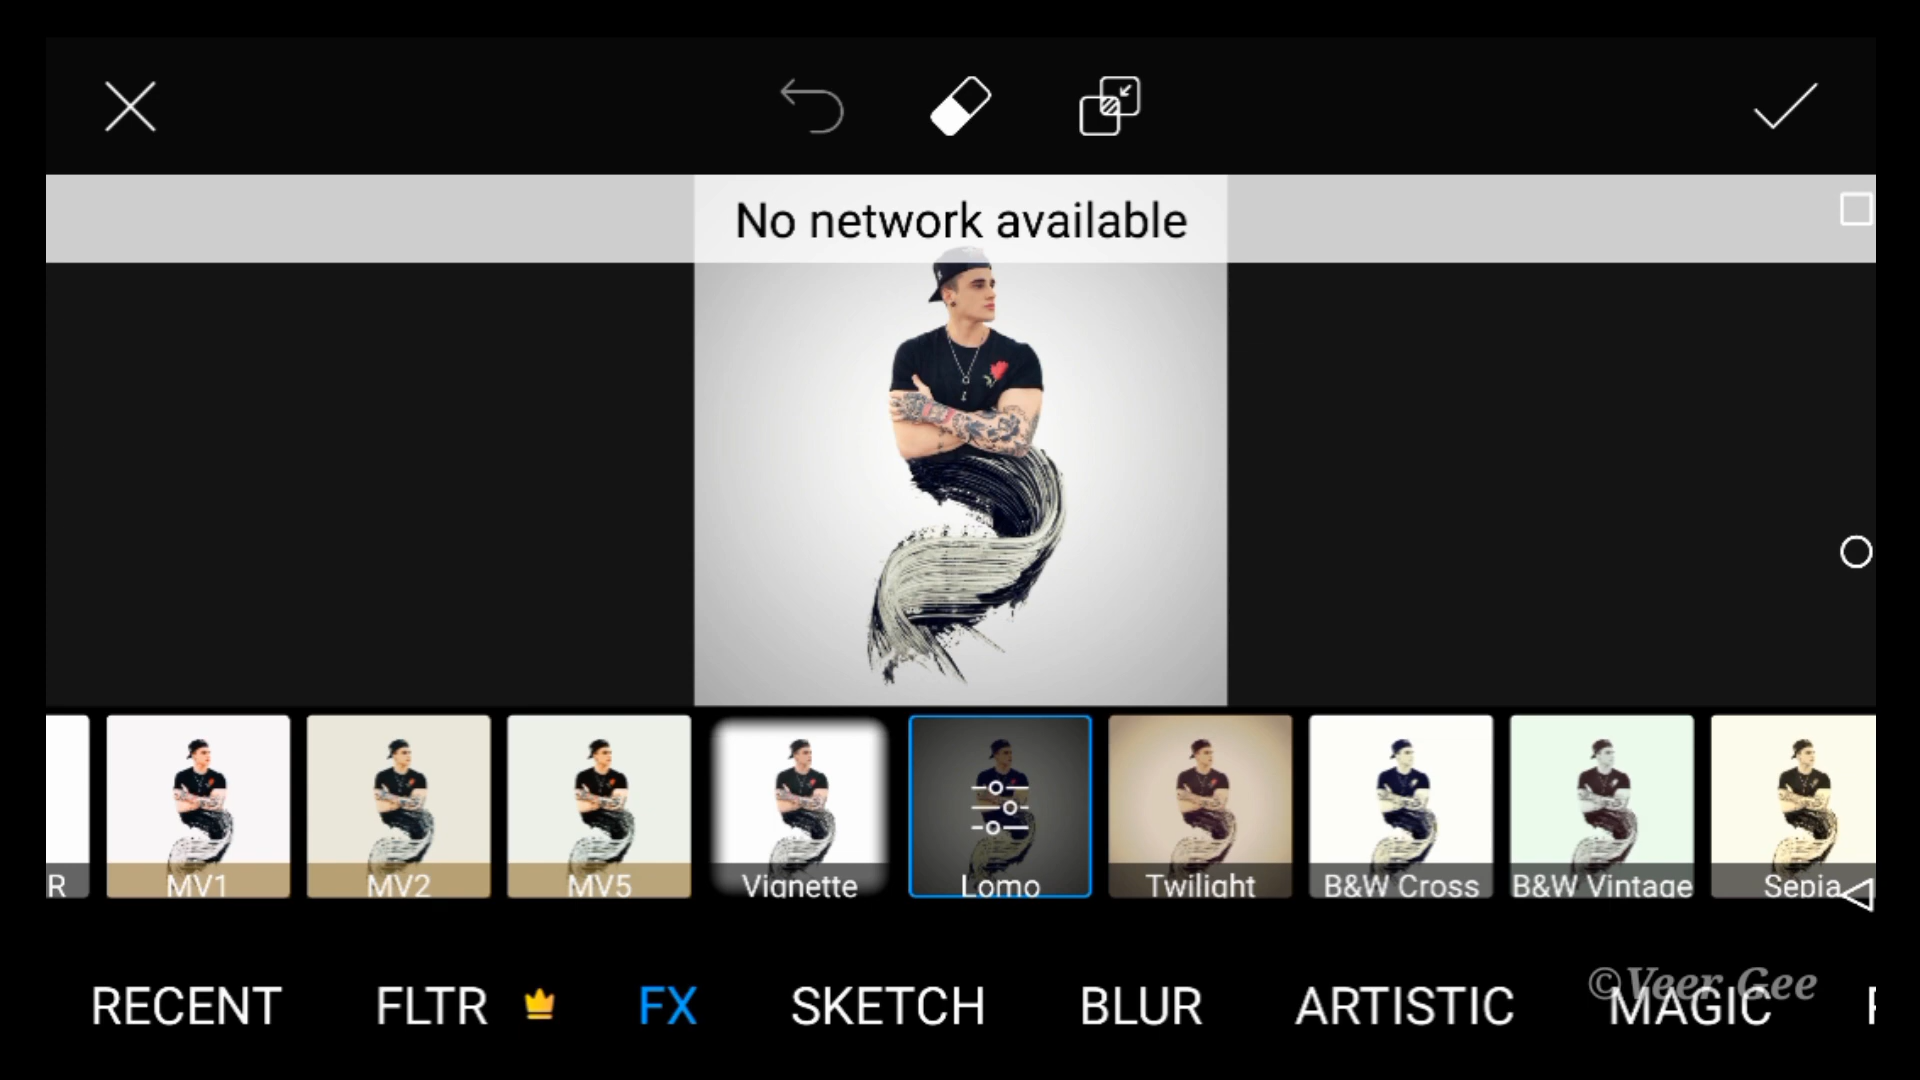 No network available
R
MV1
MV2
MV5
Vignette
Lomo
Twilight
B&W Cross
B&W Vintage
Sepia
RECENT
FLTR
FX
SKETCH
BLUR
ARTISTIC
MAGIC
©Veer Gee